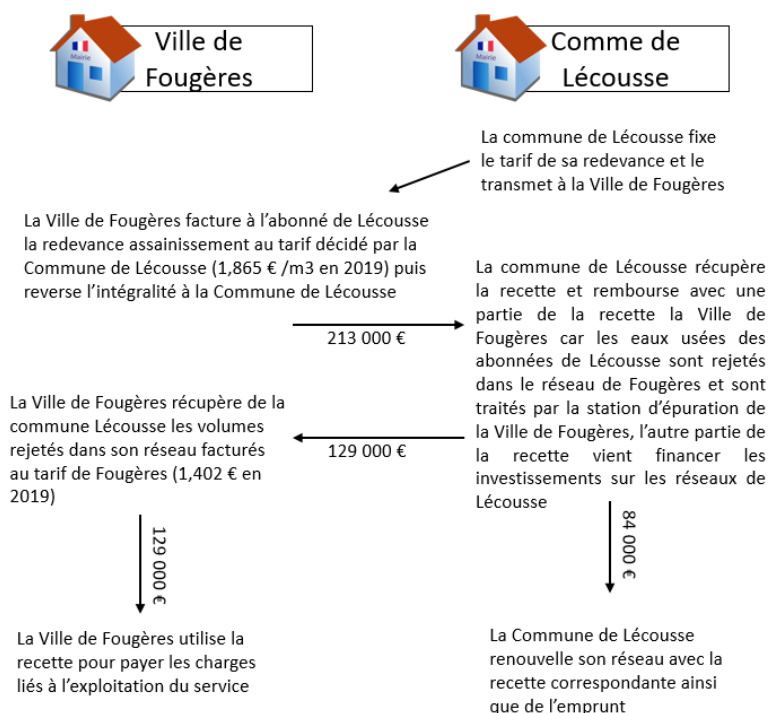 Mairie
Ville de
Fougères
Mairie
Comme de
Lécousse
La commune de Lécousse fixe
le tarif de sa redevance et le
transmet à la Ville de Fougères
La Ville de Fougères facture à l'abonné de Lécousse
la redevance assainissement au tarif décidé par la
Commune de Lécousse (1,865 € /m3 en 2019) puis
reverse l'intégralité à la Commune de Lécousse
213 000 €
La commune de Lécousse récupère
la recette et rembourse avec une
partie de la recette la Ville de
Fougères car les eaux usées des
abonnées de Lécousse sont rejetés
dans le réseau de Fougères et sont
traités par la station d'épuration de
la Ville de Fougères, l'autre partie de
la recette vient financer les
investissements sur les réseaux de
Lécousse
La Ville de Fougères récupère de la
commune Lécousse les volumes
rejetés dans son réseau facturés
au tarif de Fougères (1,402 € en
2019)
129 000 €
129 000 €
84 000 €
La Ville de Fougères utilise la
recette pour payer les charges
liés à l'exploitation du service
La Commune de Lécousse
renouvelle son réseau avec la
recette correspondante ainsi
que de l'emprunt